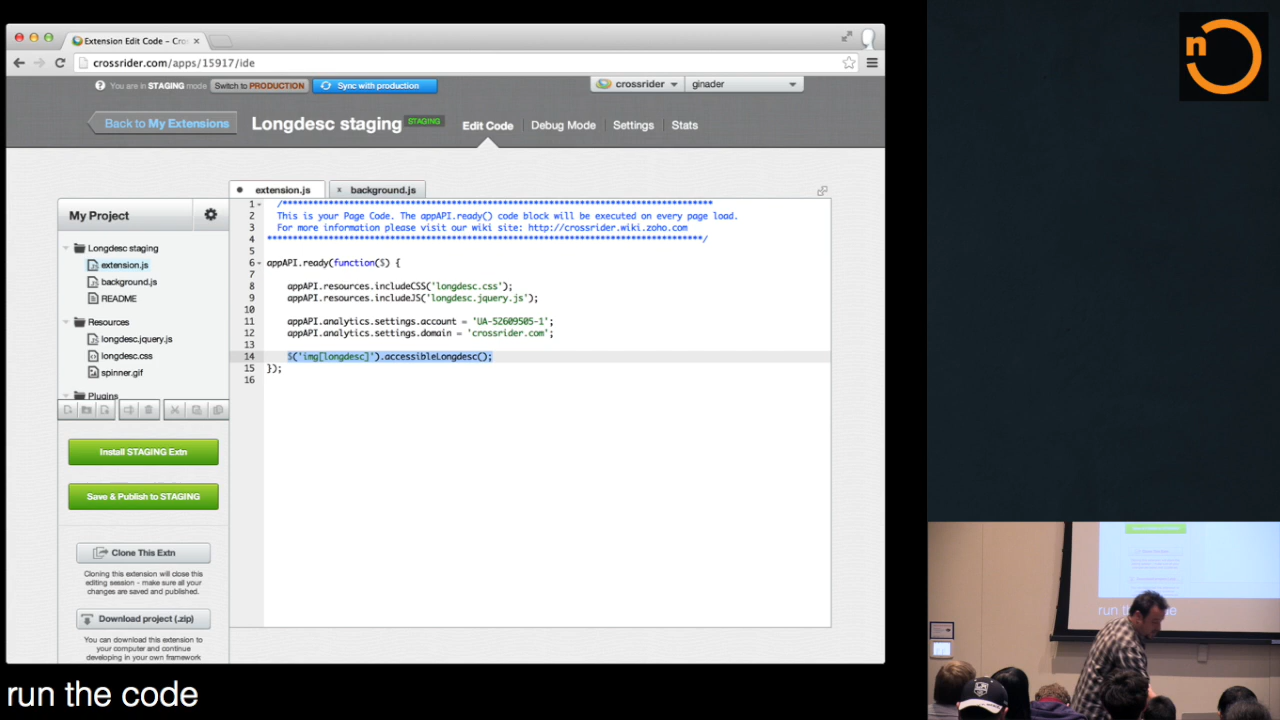 Extension Edit Code – Cro
crossrider.com/apps/15917/ide
You are in STAGING mode
Switch to PRODUCTION
Sync with production
crossrider
ginader
Back to My Extensions
Longdesc staging
STAGING
Edit Code
Debug Mode
Settings
Stats
My Project
extension.js
x background.js
Longdesc staging
extension.js
background.js
README
Resources
longdesc.jquery.js
longdesc.css
spinner.gif
Plugins
1 /***********************************************************************************
2 This is your Page Code. The appAPI.ready() code block will be executed on every page load.
3 For more information please visit our wiki site: http://crossrider.wiki.zoho.com
4 *************************************************************************************/
5
6 appAPI.ready(function($) {
7
8 appAPI.resources.includeCSS('longdesc.css');
9 appAPI.resources.includeJS('longdesc.jquery.js');
10
11 appAPI.analytics.settings.account = 'UA-52609505-1';
12 appAPI.analytics.settings.domain = 'crossrider.com';
13
14 $('img[longdesc]').accessibleLongdesc();
15 });
16
Install STAGING Extn
Save & Publish to STAGING
Clone This Extn
Cloning this extension will close this
editing session - make sure all your
changes are saved and published.
Download project (.zip)
You can download this extension to
your computer and continue
developing in your own framework
run the code
n